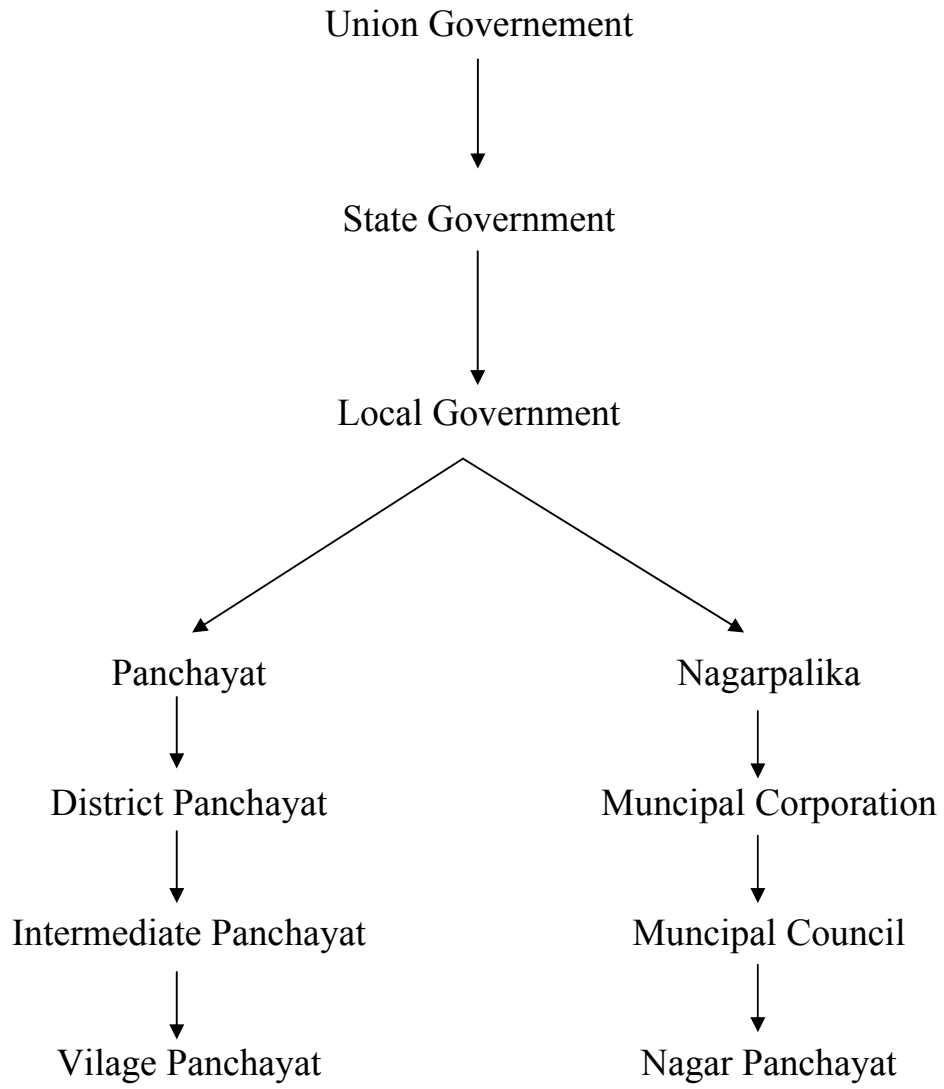 Union Governement
State Government
Local Government
Panchayat
Nagarpalika
District Panchayat
Muncipal Corporation
Intermediate Panchayat
Muncipal Council
Vilage Panchayat
Nagar Panchayat